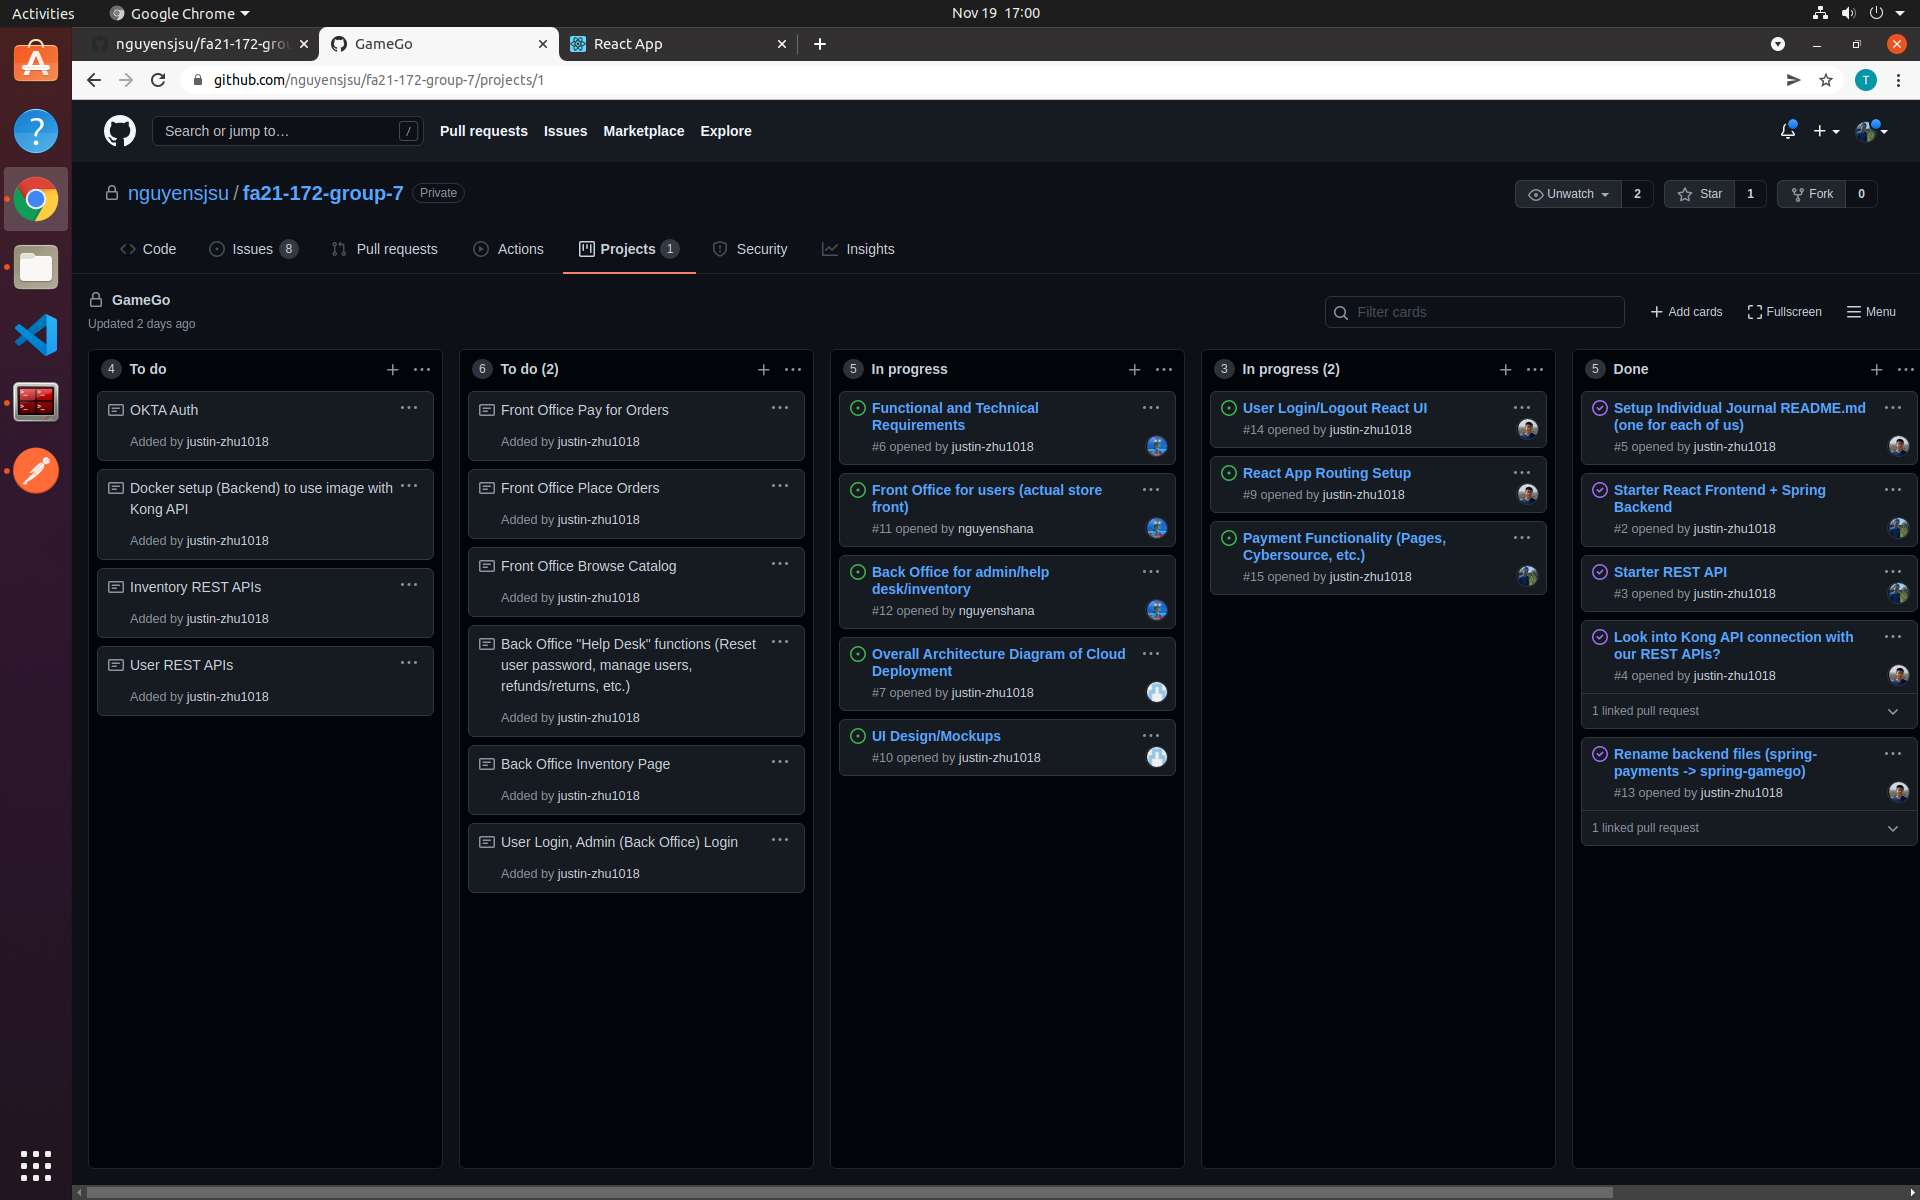 Activities
Google Chrome
Nov 19 17:00
nguyensjsu/fa21-172-gro
GameGo
React App
github.com/nguyensjsu/fa21-172-group-7/projects/1
T
Search or jump to…
/
Pull requests
Issues
Marketplace
Explore
nguyensjsu / fa21-172-group-7
Private
Unwatch 2
Star 1
Fork 0
Code
Issues 8
Pull requests
Actions
Projects 1
Security
Insights
GameGo
Updated 2 days ago
Filter cards
Add cards
Fullscreen
Menu
4 To do
OKTA Auth
Added by justin-zhu1018
Docker setup (Backend) to use image with
Kong API
Added by justin-zhu1018
Inventory REST APIs
Added by justin-zhu1018
User REST APIs
Added by justin-zhu1018
6 To do (2)
Front Office Pay for Orders
Added by justin-zhu1018
Front Office Place Orders
Added by justin-zhu1018
Front Office Browse Catalog
Added by justin-zhu1018
Back Office "Help Desk" functions (Reset
user password, manage users,
refunds/returns, etc.)
Added by justin-zhu1018
Back Office Inventory Page
Added by justin-zhu1018
User Login, Admin (Back Office) Login
Added by justin-zhu1018
5 In progress
Functional and Technical
Requirements
#6 opened by justin-zhu1018
Front Office for users (actual store
front)
#11 opened by nguyenshana
Back Office for admin/help
desk/inventory
#12 opened by nguyenshana
Overall Architecture Diagram of Cloud
Deployment
#7 opened by justin-zhu1018
UI Design/Mockups
#10 opened by justin-zhu1018
3 In progress (2)
User Login/Logout React UI
#14 opened by justin-zhu1018
React App Routing Setup
#9 opened by justin-zhu1018
Payment Functionality (Pages,
Cybersource, etc.)
#15 opened by justin-zhu1018
5 Done
Setup Individual Journal README.md
(one for each of us)
#5 opened by justin-zhu1018
Starter React Frontend + Spring
Backend
#2 opened by justin-zhu1018
Starter REST API
#3 opened by justin-zhu1018
Look into Kong API connection with
our REST APIs?
#4 opened by justin-zhu1018
1 linked pull request
Rename backend files (spring-
payments -> spring-gamego)
#13 opened by justin-zhu1018
1 linked pull request